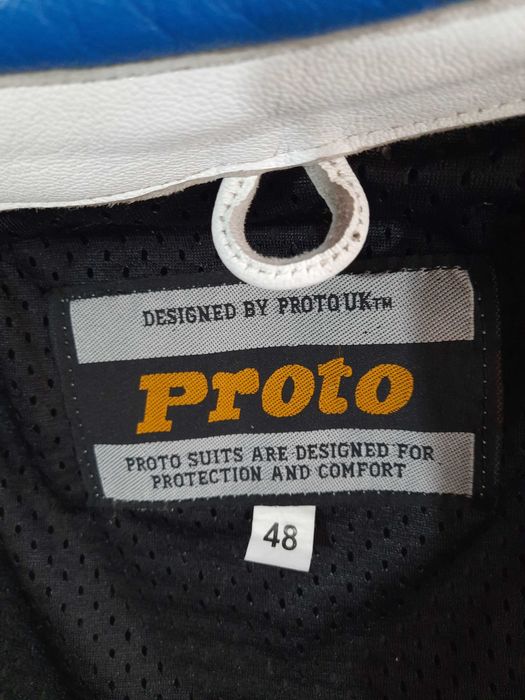 DESIGNED BY PROTO UK™
Proto
PROTO SUITS ARE DESIGNED FOR
PROTECTION AND COMFORT
48